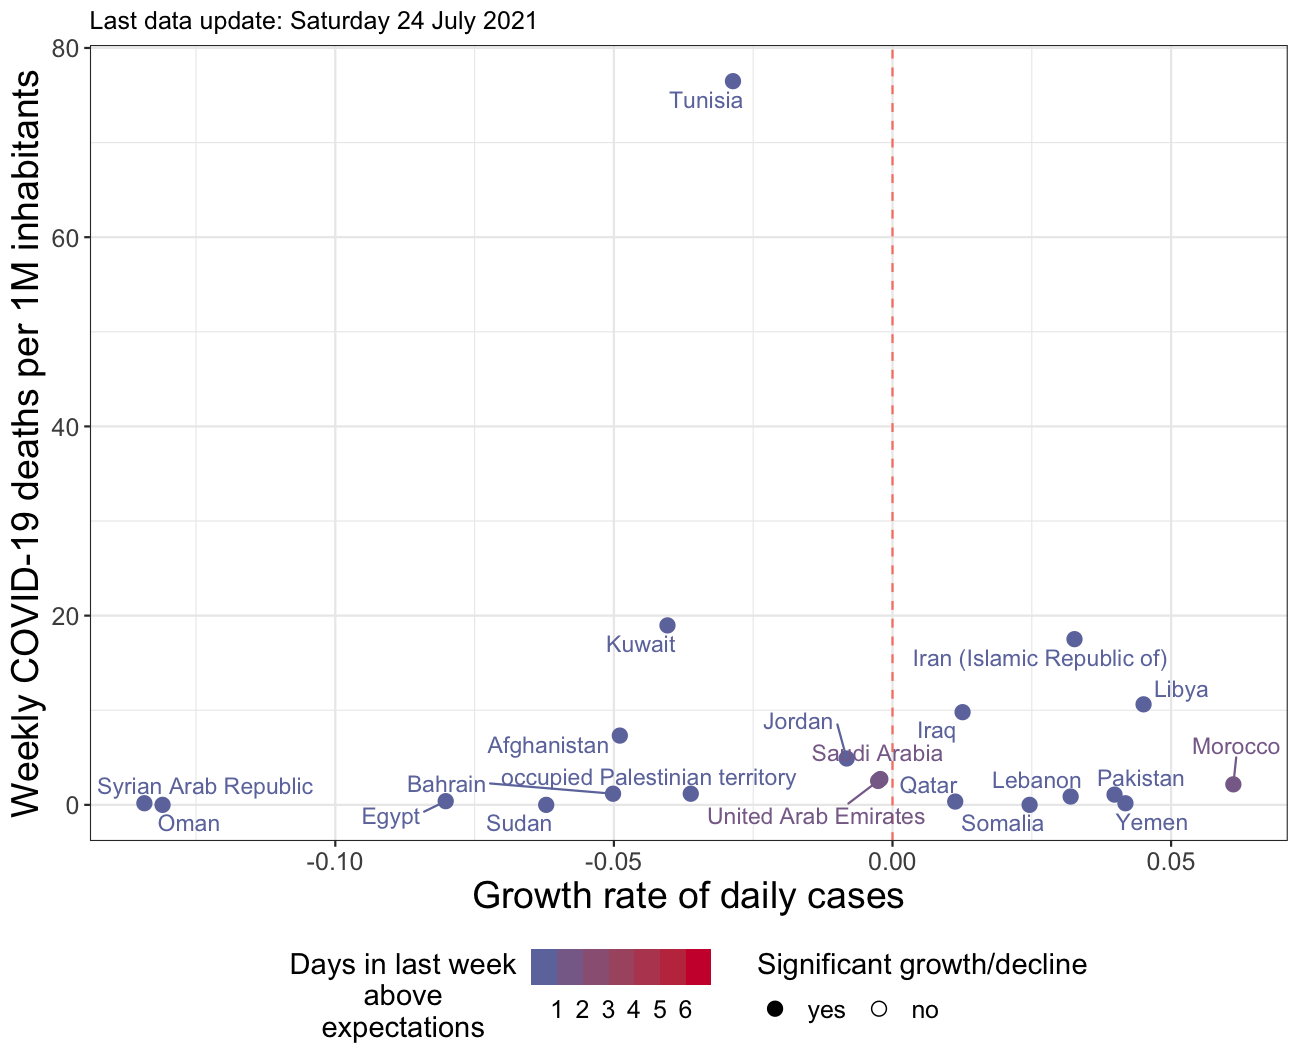 Last data update: Saturday 24 July 2021
Weekly COVID-19 deaths per 1M inhabitants
80
60
40
20
0
Tunisia
Kuwait
Iran (Islamic Republic of)
Libya
Jordan
Iraq
Afghanistan
Saudi Arabia
Morocco
Syrian Arab Republic
Bahrain
occupied Palestinian territory
Qatar
Lebanon
Pakistan
Oman
Egypt
Sudan
United Arab Emirates
Somalia
Yemen
-0.10
-0.05
0.00
0.05
Growth rate of daily cases
Days in last week
above
expectations
1 2 3 4 5 6
Significant growth/decline
yes
no